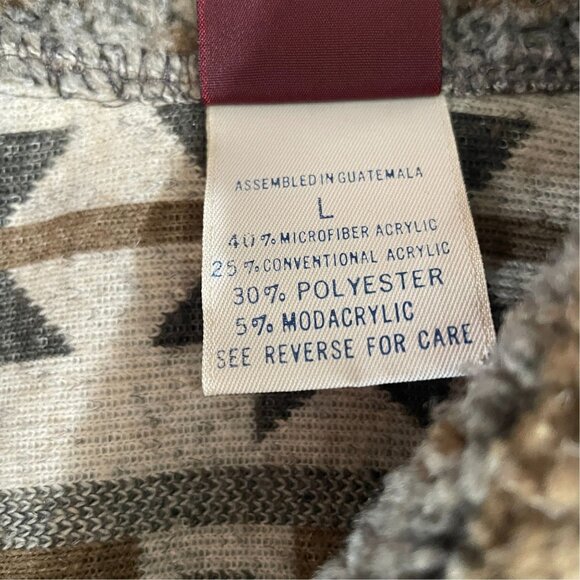 ASSEMBLED IN GUATEMALA
L
40% MICROFIBER ACRYLIC
25% CONVENTIONAL ACRYLIC
30% POLYESTER
5% MODACRYLIC
SEE REVERSE FOR CARE